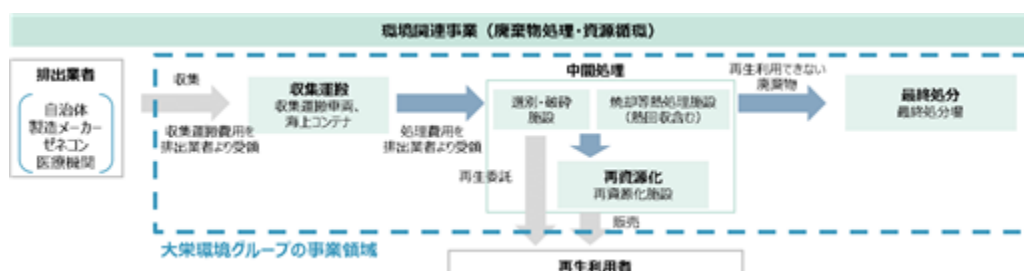 環境関連事業（廃棄物処理・資源循環）
排出業者
自治体
製造メーカー
ゼネコン
医療機関
収集
収集運搬費用を
排出業者より受領
収集運搬
収集運搬車両、
海上コンテナ
処理費用を
排出業者より受領
中間処理
選別・破砕
施設
焼却等熱処理施設
（熱回収含む）
再資源化
再資源化施設
再生委託
販売
再生利用できない
廃棄物
最終処分
最終処分場
大栄環境グループの事業領域
再生利用者